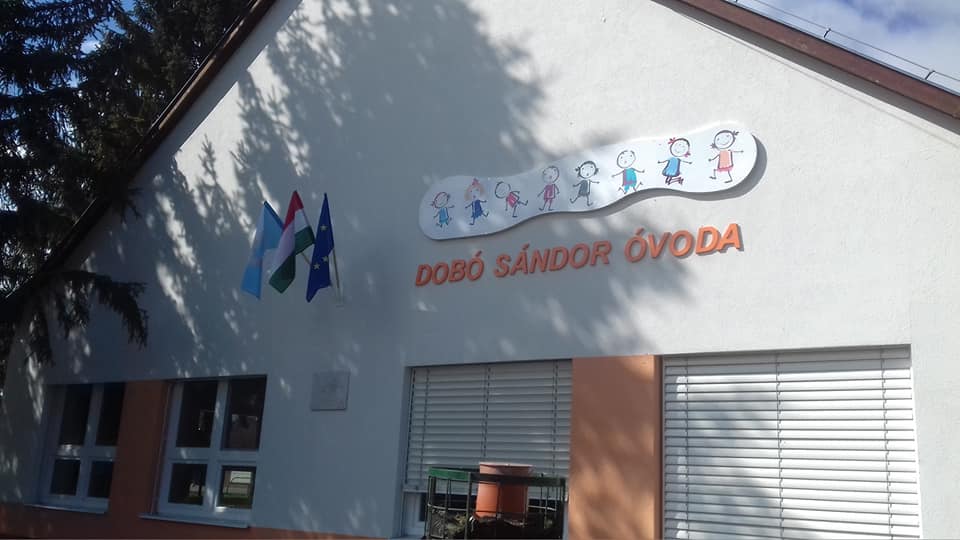 DOBÓ SÁNDOR ÓVODA